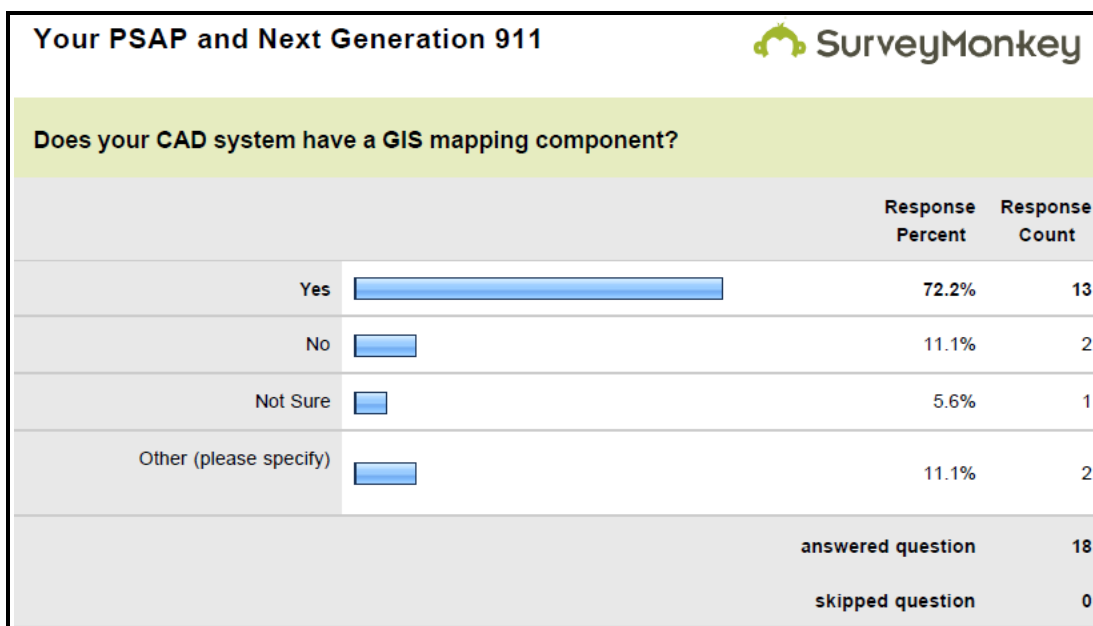 Your PSAP and Next Generation 911
SurveyMonkey
Does your CAD system have a GIS mapping component?
Response Percent
Response Count
Yes 72.2% 13
No 11.1% 2
Not Sure 5.6% 1
Other (please specify) 11.1% 2
answered question 18
skipped question 0